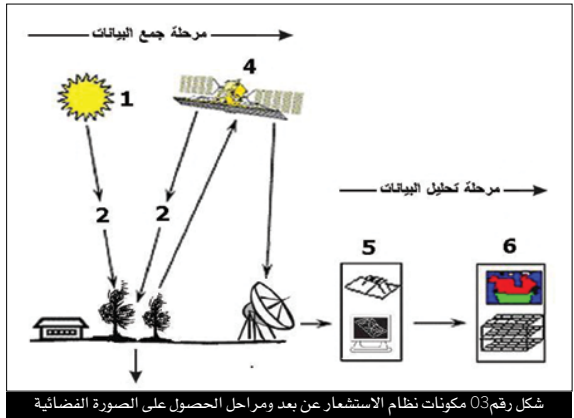 مرحلة جمع البيانات
4
1
2
2
مرحلة تحليل البيانات
5
6
شكل رقم03 مكونات نظام الاستشعار عن بعد ومراحل الحصول على الصورة الفضائية